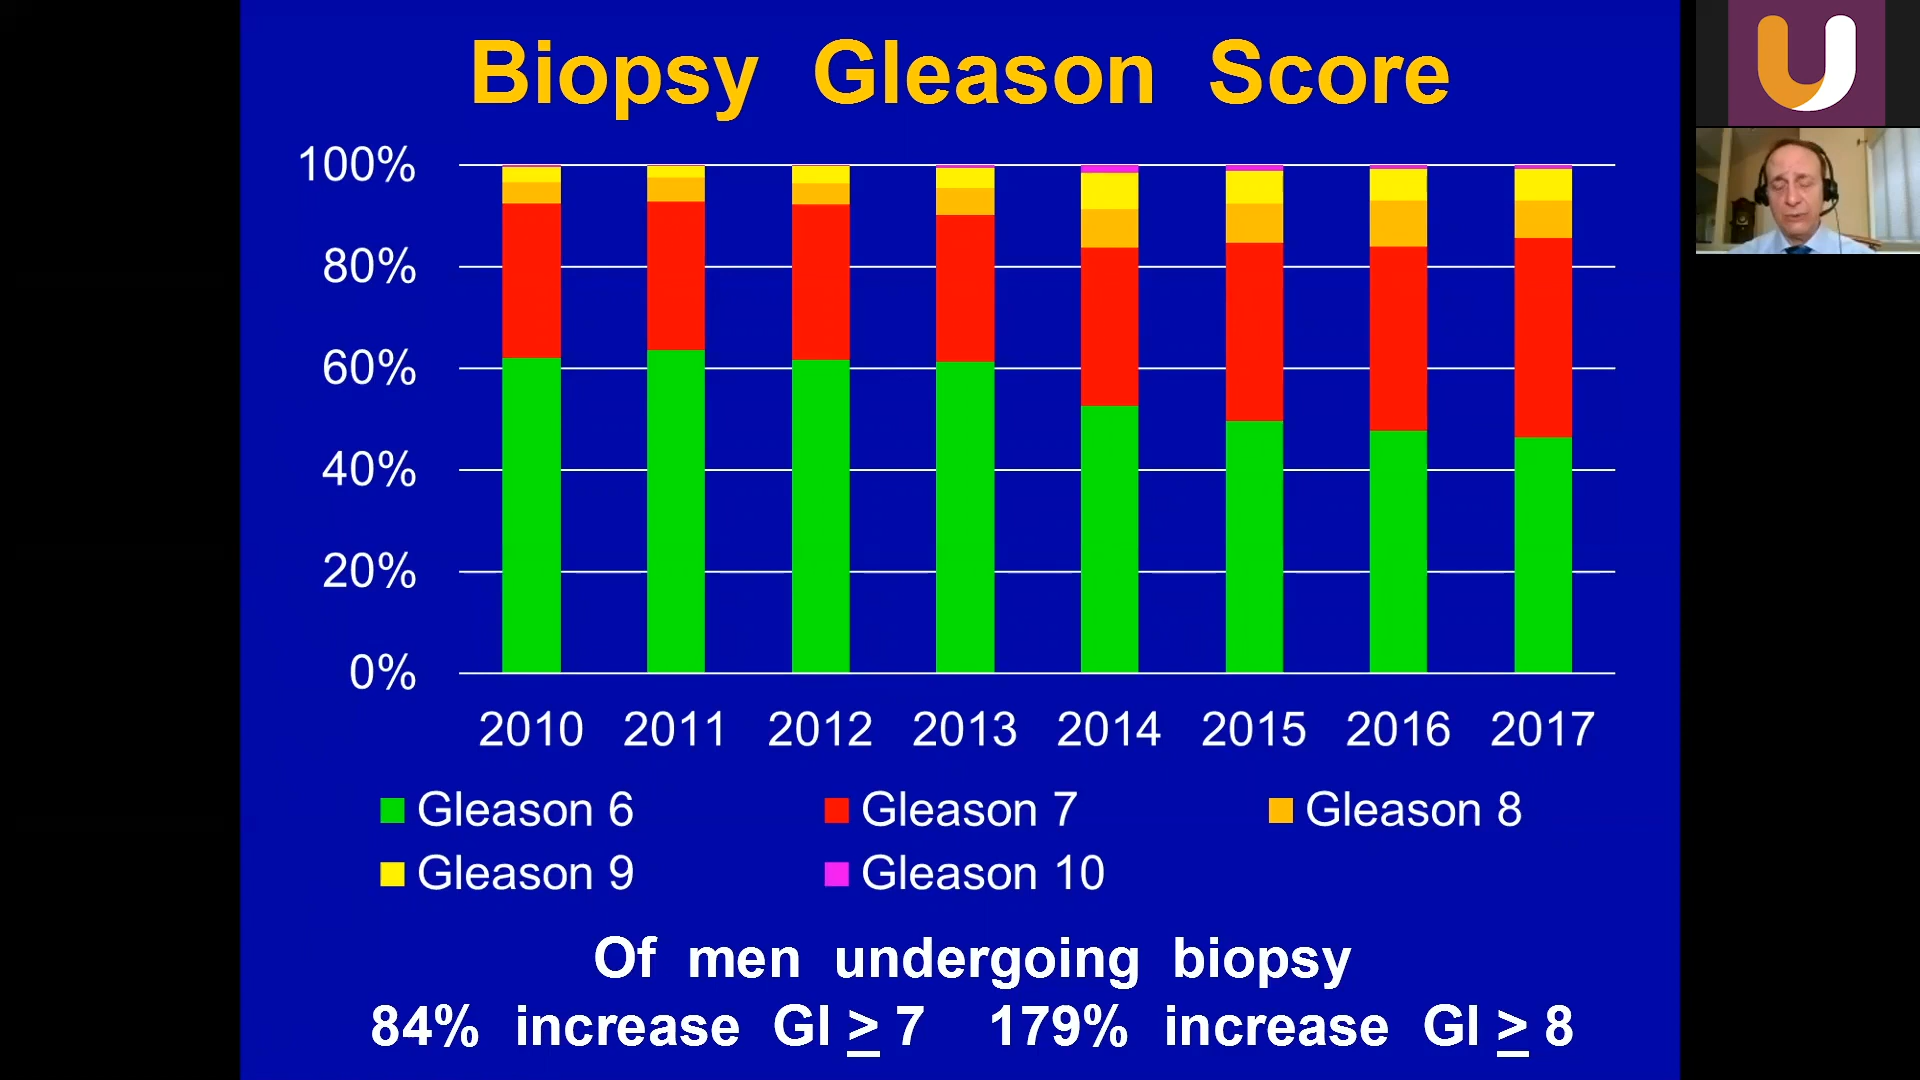 Biopsy Gleason Score
100%
80%
60%
40%
20%
0%
2010 2011 2012 2013 2014 2015 2016 2017
Gleason 6 Gleason 7 Gleason 8
Gleason 9 Gleason 10
Of men undergoing biopsy
84% increase Gl ≥ 7 179% increase Gl ≥ 8